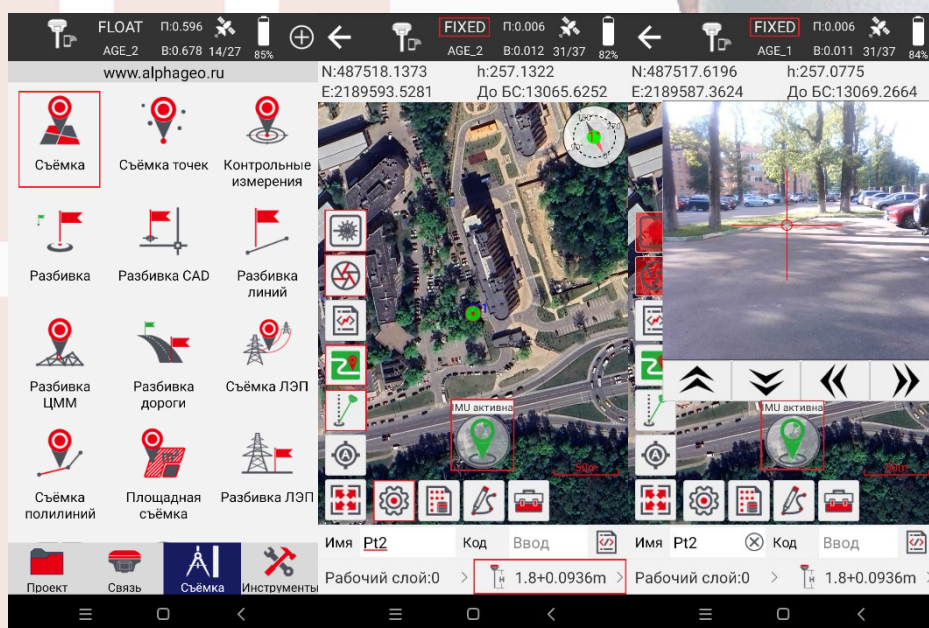 FLOAT П:0.596
AGE_2 B:0.678 14/27 85%
www.alphageo.ru
Съёмка
Съёмка точек
Контрольные
измерения
Разбивка
Разбивка CAD
Разбивка
линий
Разбивка
ЦММ
Разбивка
дороги
Съёмка ЛЭП
Съёмка
полилиний
Площадная
съёмка
Разбивка ЛЭП
Проект
Связь
Съёмка
Инструменты
FIXED П:0.006
AGE_2 B:0.012 31/37 82%
N:487518.1373 h:257.1322
E:2189593.5281 До БС:13065.6252
IMU активна
50m
Имя Pt2 Код Ввод
Рабочий слой:0 > 1.8+0.0936m >
FIXED П:0.006
AGE_1 B:0.011 31/37 84%
N:487517.6196 h:257.0775
E:2189587.3624 До БС:13069.2664
IMU активна
Имя Pt2 Код Ввод
Рабочий слой:0 > 1.8+0.0936m >